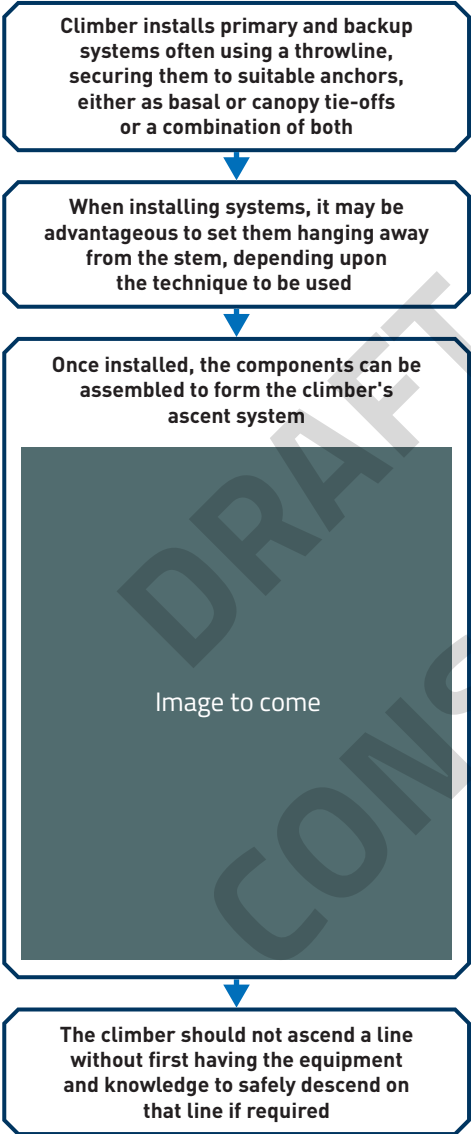 Climber installs primary and backup
systems often using a throwline,
securing them to suitable anchors,
either as basal or canopy tie-offs
or a combination of both
When installing systems, it may be
advantageous to set them hanging away
from the stem, depending upon
the technique to be used
Once installed, the components can be
assembled to form the climber's
ascent system
DRAFT
Image to come
CONS
The climber should not ascend a line
without first having the equipment
and knowledge to safely descend on
that line if required